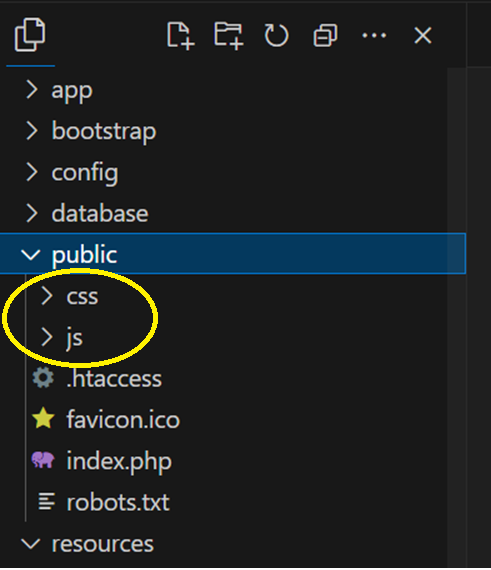 app
bootstrap
config
database
public
css
js
.htaccess
favicon.ico
index.php
robots.txt
resources